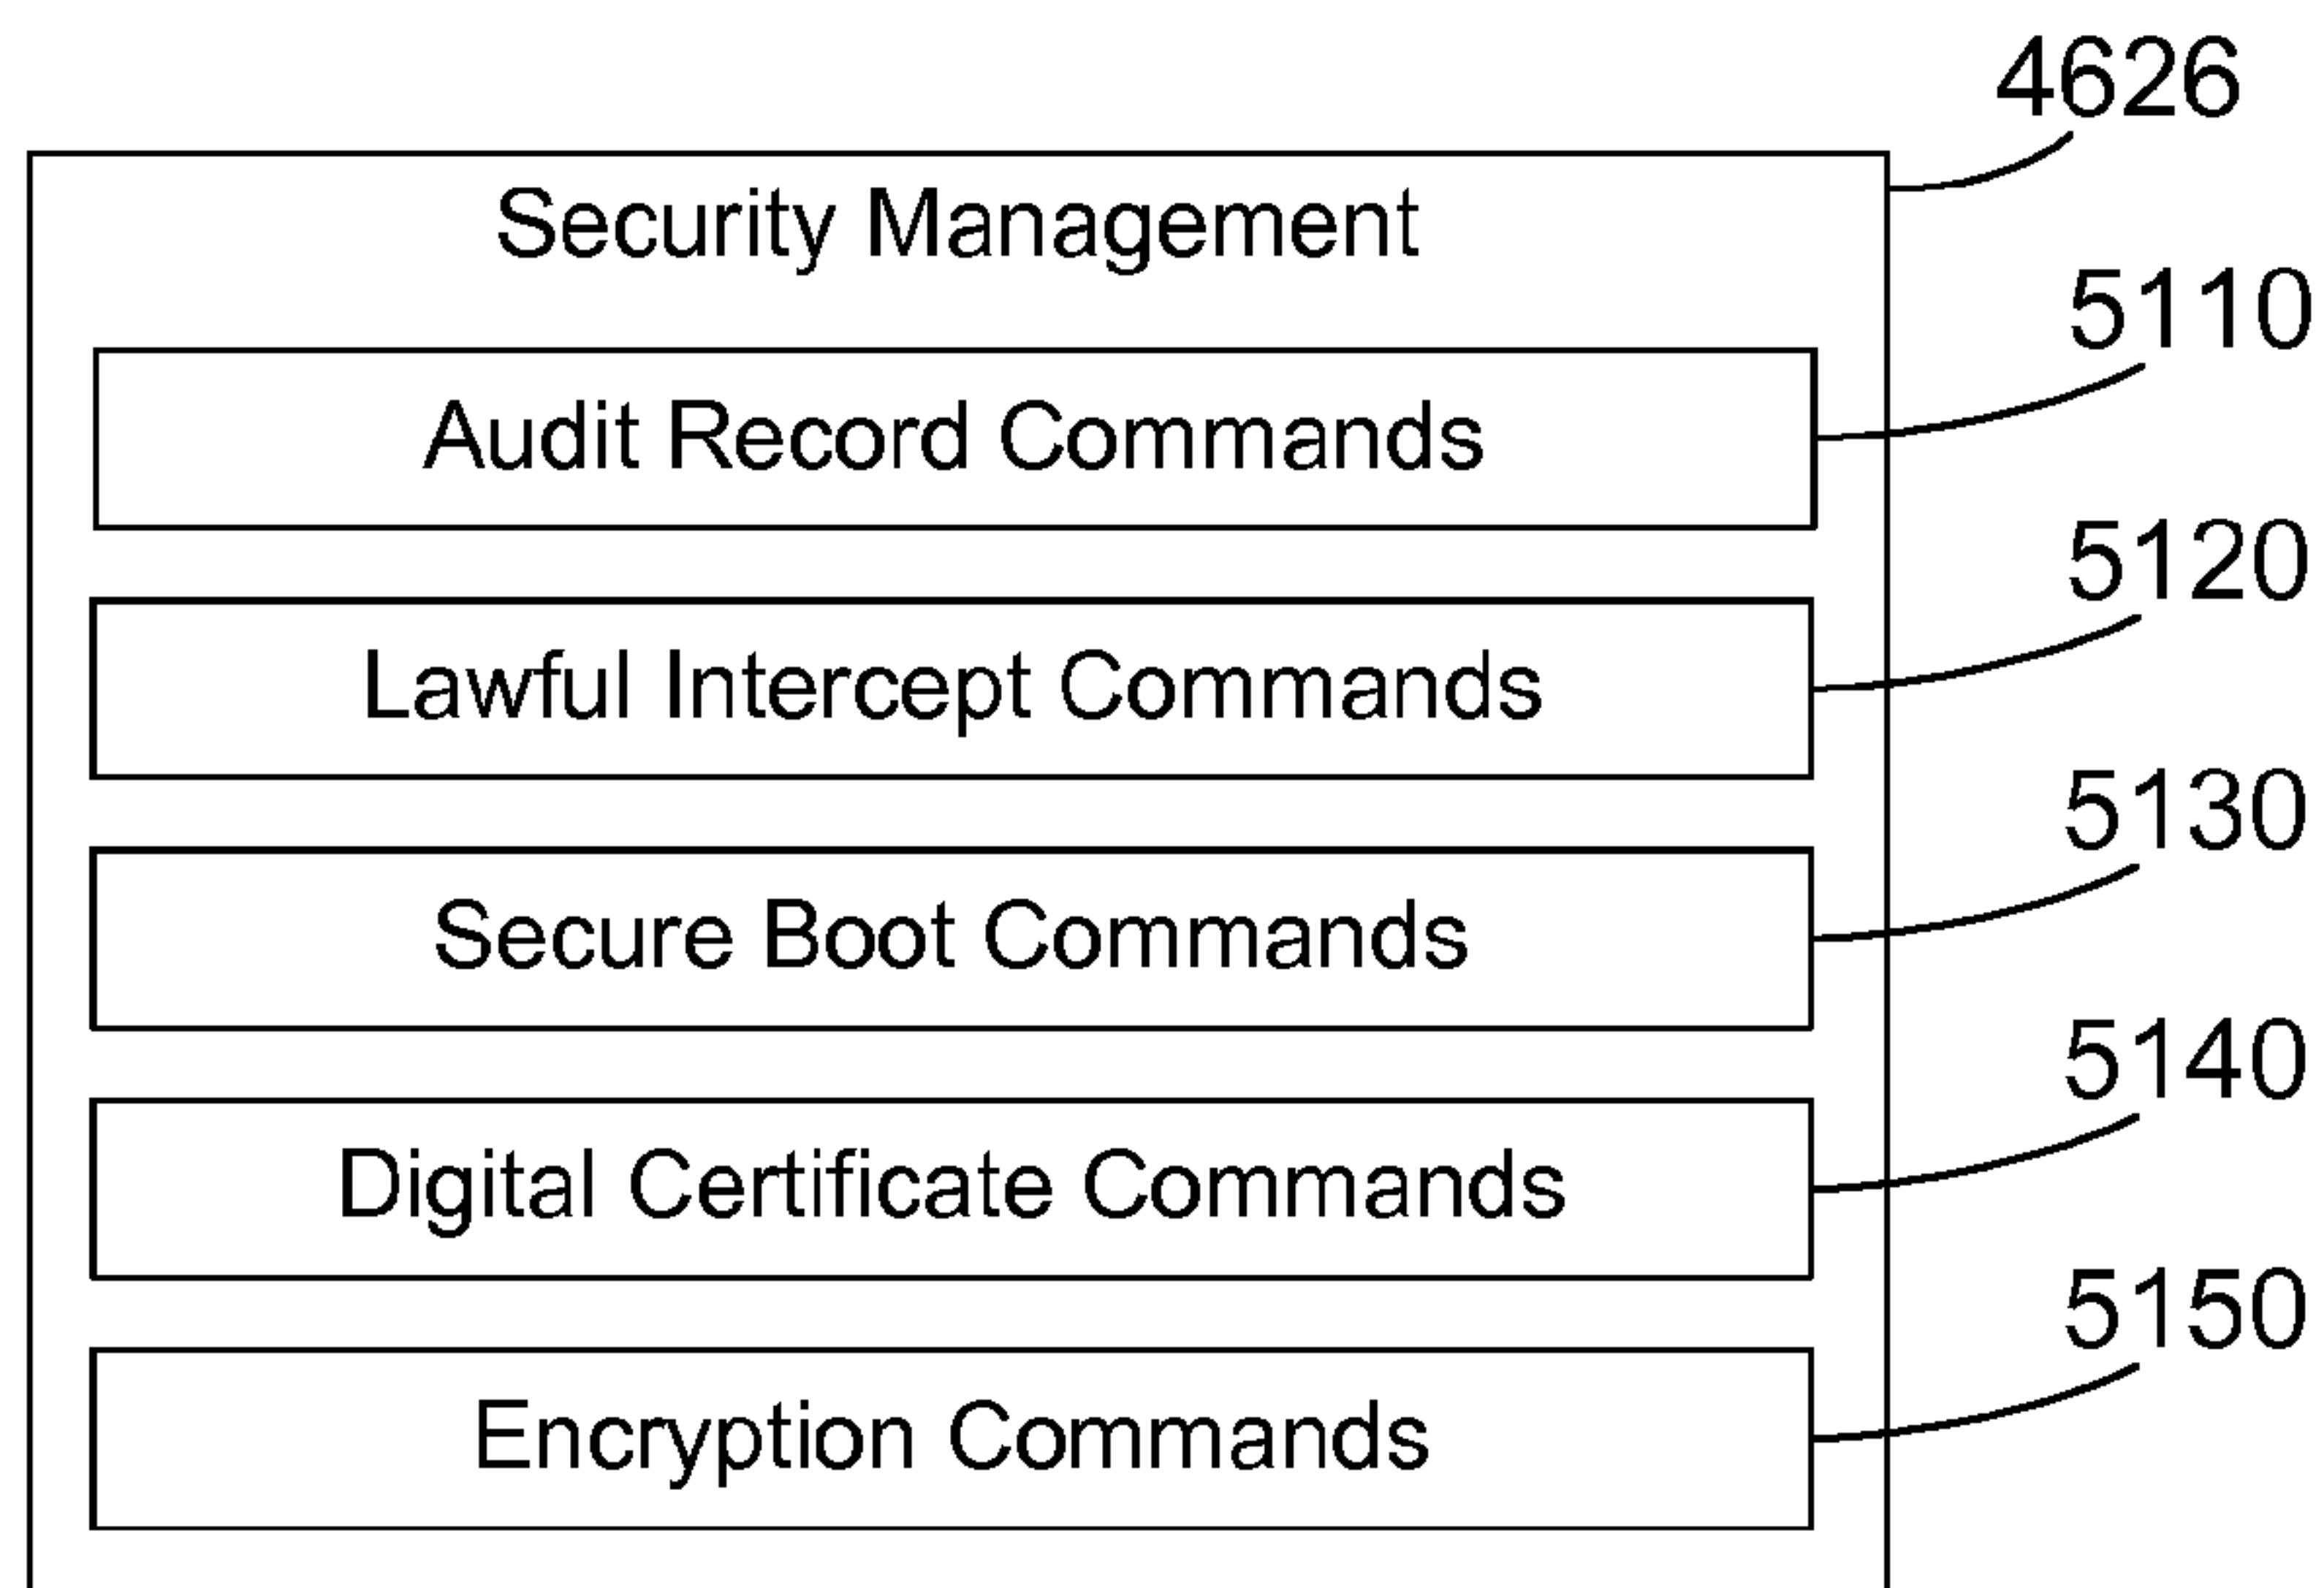 4626
Security Management
5110
Audit Record Commands
5120
Lawful Intercept Commands
5130
Secure Boot Commands
5140
Digital Certificate Commands
5150
Encryption Commands